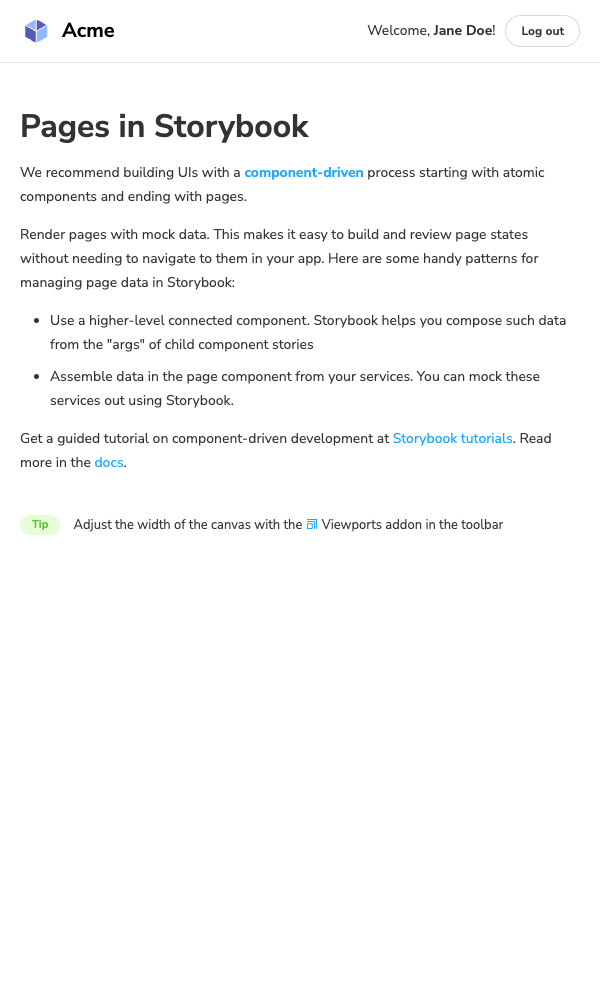 Acme
Welcome, Jane Doe!
Log out
Pages in Storybook
We recommend building UIs with a component-driven process starting with atomic
components and ending with pages.
Render pages with mock data. This makes it easy to build and review page states
without needing to navigate to them in your app. Here are some handy patterns for
managing page data in Storybook:
Use a higher-level connected component. Storybook helps you compose such data
from the "args" of child component stories
Assemble data in the page component from your services. You can mock these
services out using Storybook.
Get a guided tutorial on component-driven development at Storybook tutorials. Read
more in the docs.
Tip
Adjust the width of the canvas with the Viewports addon in the toolbar